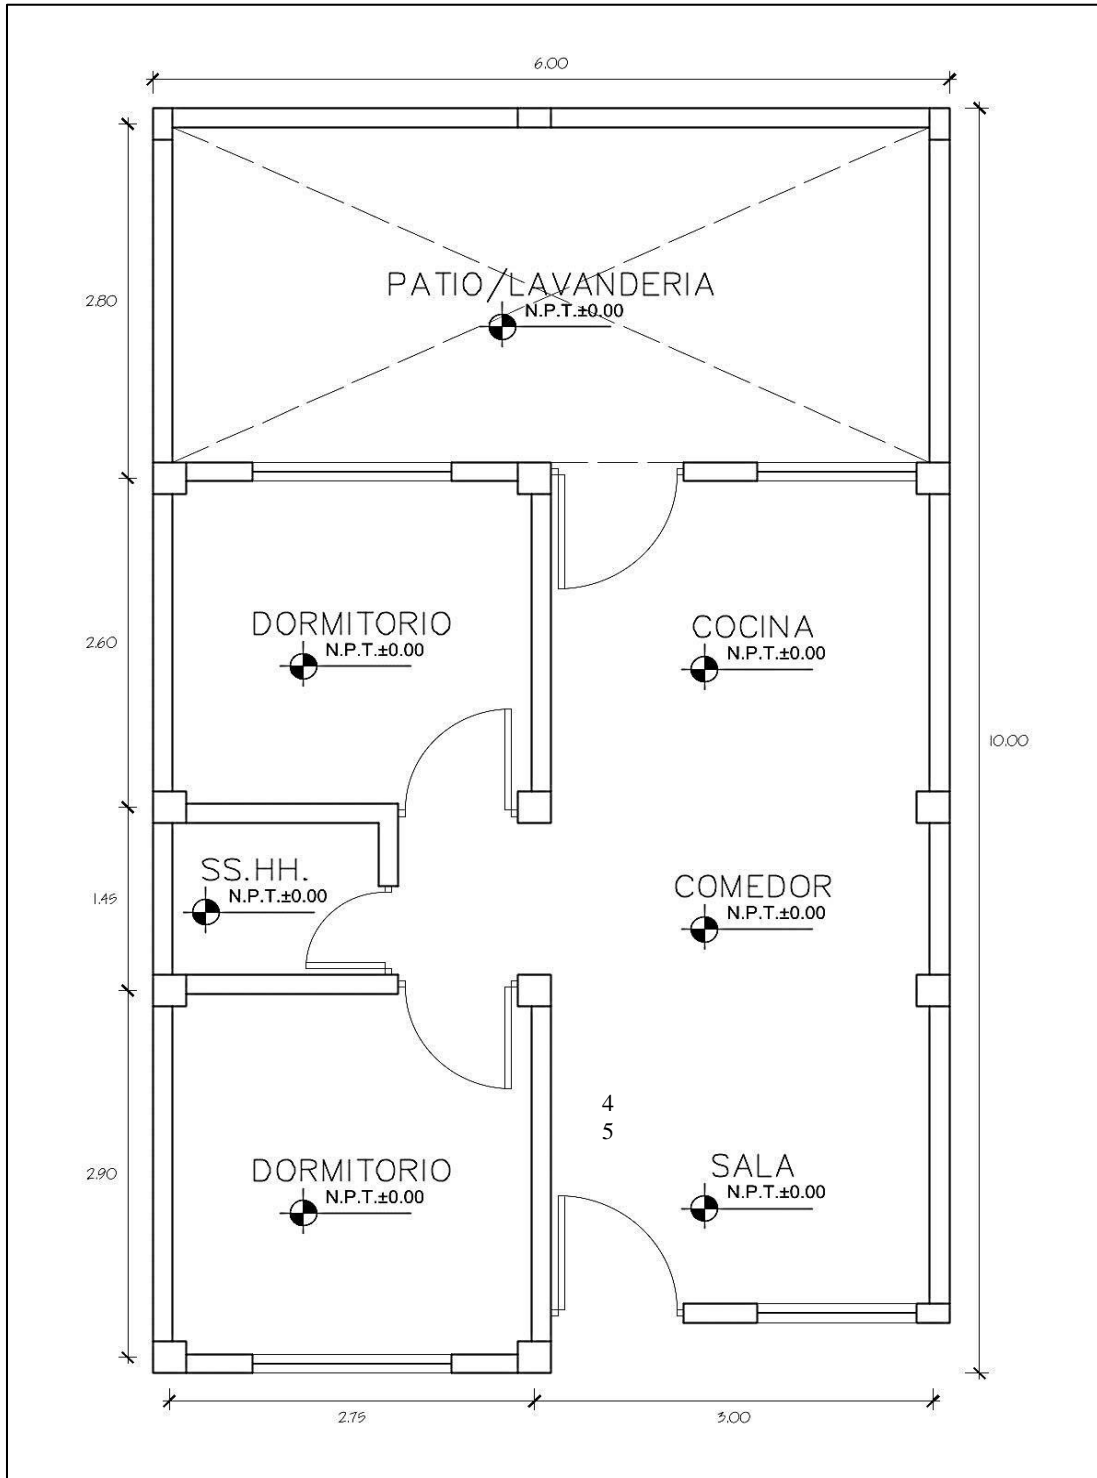 6.00
2.80
PATIO/LAVANDERIA
N.P.T.±0.00
DORMITORIO
N.P.T.±0.00
COCINA
N.P.T.±0.00
2.60
10.00
SS.HH.
N.P.T.±0.00
1.45
COMEDOR
N.P.T.±0.00
4
5
DORMITORIO
N.P.T.±0.00
SALA
N.P.T.±0.00
2.90
2.75
3.00